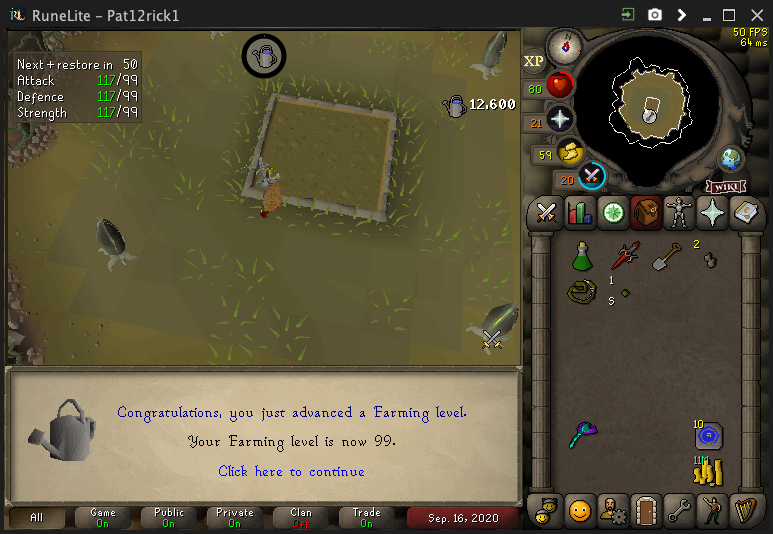 RuneLite - Pat12rick1
50 FPS
64 ms
Next + restore in 50
Attack 117/99
Defence 117/99
Strength 117/99
12,600
XP
80
21
59
20
WIKI
2
1
S
10
11M
Congratulations, you just advanced a Farming level.
Your Farming level is now 99.
Click here to continue
All
Game
On
Public
On
Private
On
Clan
Off
Trade
On
Sep. 16, 2020